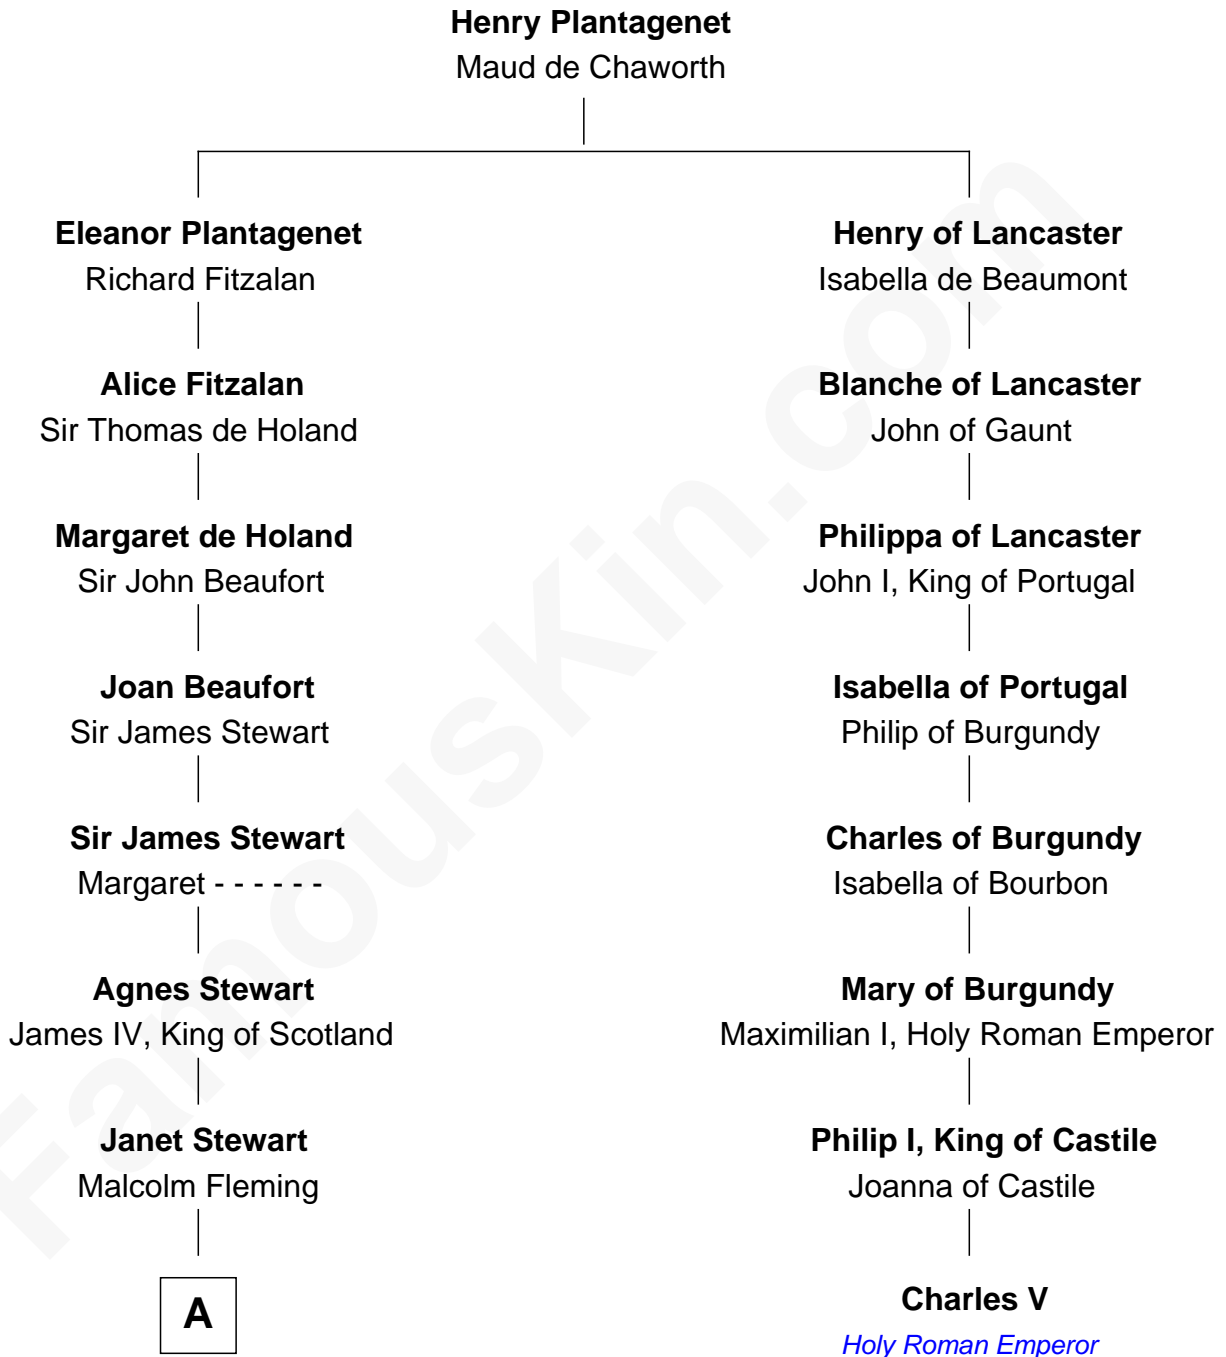 Henry Plantagenet
Maud de Chaworth
Eleanor Plantagenet
Richard Fitzalan
Alice Fitzalan
Sir Thomas de Holand
Margaret de Holand
Sir John Beaufort
Joan Beaufort
Sir James Stewart
Sir James Stewart
Margaret - - - - - -
Agnes Stewart
James IV, King of Scotland
Janet Stewart
Malcolm Fleming
A
Henry of Lancaster
Isabella de Beaumont
Blanche of Lancaster
John of Gaunt
Philippa of Lancaster
John I, King of Portugal
Isabella of Portugal
Philip of Burgundy
Charles of Burgundy
Isabella of Bourbon
Mary of Burgundy
Maximilian I, Holy Roman Emperor
Philip I, King of Castile
Joanna of Castile
Charles V
Holy Roman Emperor
FamousKin.com